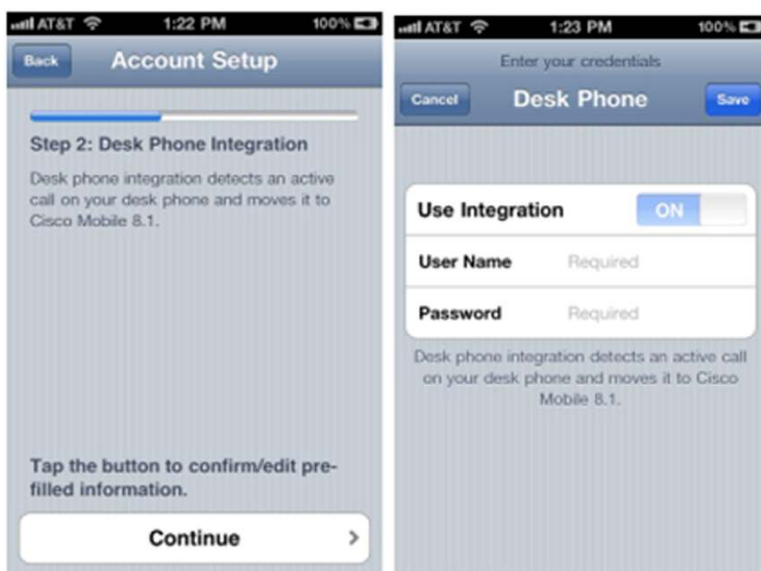 AT&T 1:22 PM 100%
Back Account Setup
Step 2: Desk Phone Integration
Desk phone integration detects an active
call on your desk phone and moves it to
Cisco Mobile 8.1.
Tap the button to confirm/edit pre-
filled information.
Continue
AT&T 1:23 PM 100%
Enter your credentials
Cancel Desk Phone Save
Use Integration ON
User Name Required
Password Required
Desk phone integration detects an active call
on your desk phone and moves it to Cisco
Mobile 8.1.